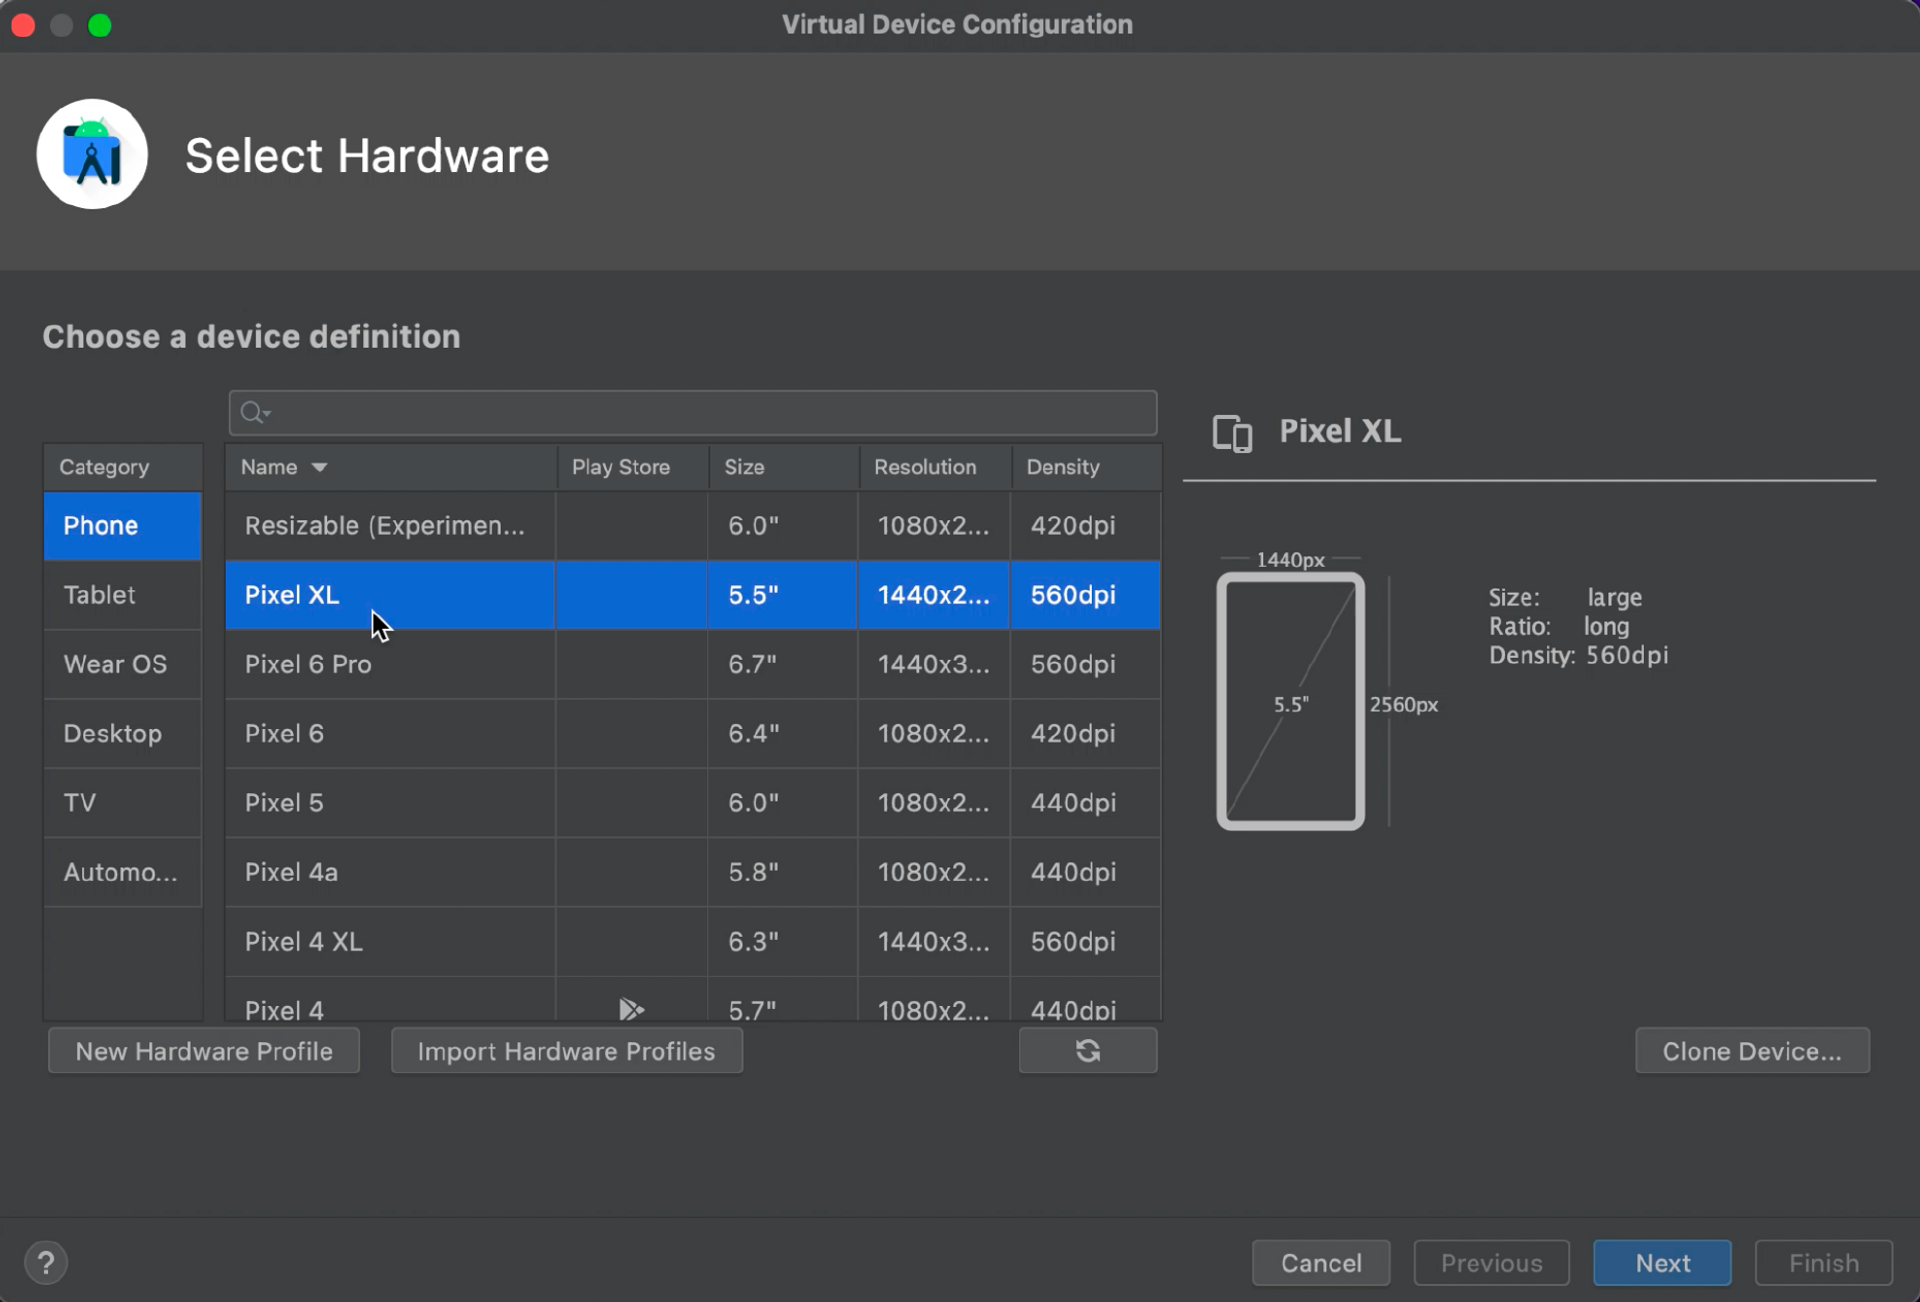 Virtual Device Configuration
Select Hardware
Choose a device definition
Pixel XL
Category Name Play Store Size Resolution Density
Phone Resizable (Experimen... 6.0" 1080x2... 420dpi
Tablet Pixel XL 5.5" 1440x2... 560dpi
Wear OS Pixel 6 Pro 6.7" 1440x3... 560dpi
Desktop Pixel 6 6.4" 1080x2... 420dpi
TV Pixel 5 6.0" 1080x2... 440dpi
Automo... Pixel 4a 5.8" 1080x2... 440dpi
Pixel 4 XL 6.3" 1440x3... 560dpi
Pixel 4 5.7" 1080x2... 440dpi
1440px
5.5"
2560px
Size: large
Ratio: long
Density: 560dpi
New Hardware Profile Import Hardware Profiles Clone Device...
? Cancel Previous Next Finish